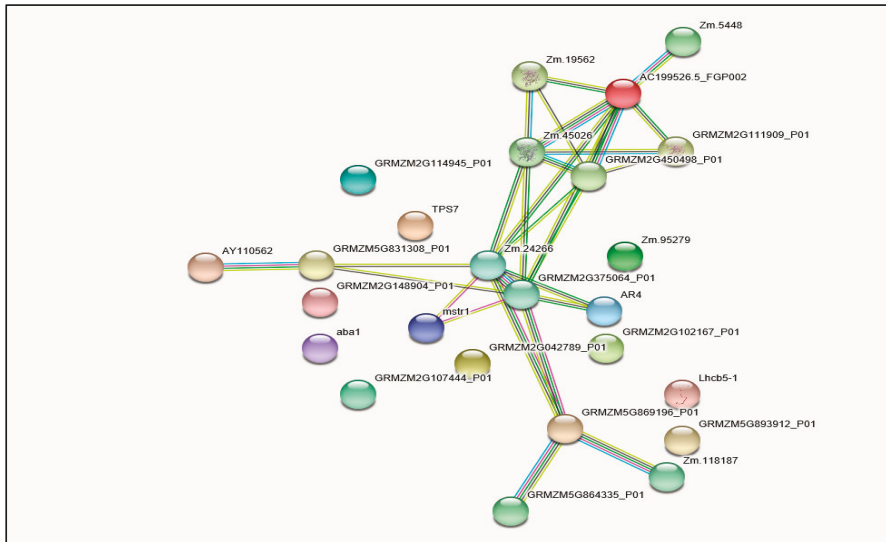 Zm.5448
Zm.19562
AC199526.5_FGP002
Zm.45026
GRMZM2G111909_P01
GRMZM2G450498_P01
GRMZM2G114945_P01
TPS7
Zm.24266
AY110562
GRMZM5G831308_P01
Zm.95279
GRMZM2G375064_P01
GRMZM2G148904_P01
AR4
mstr1
aba1
GRMZM2G102167_P01
GRMZM2G042789_P01
GRMZM2G107444_P01
Lhcb5-1
GRMZM5G869196_P01
GRMZM5G893912_P01
Zm.118187
GRMZM5G864335_P01